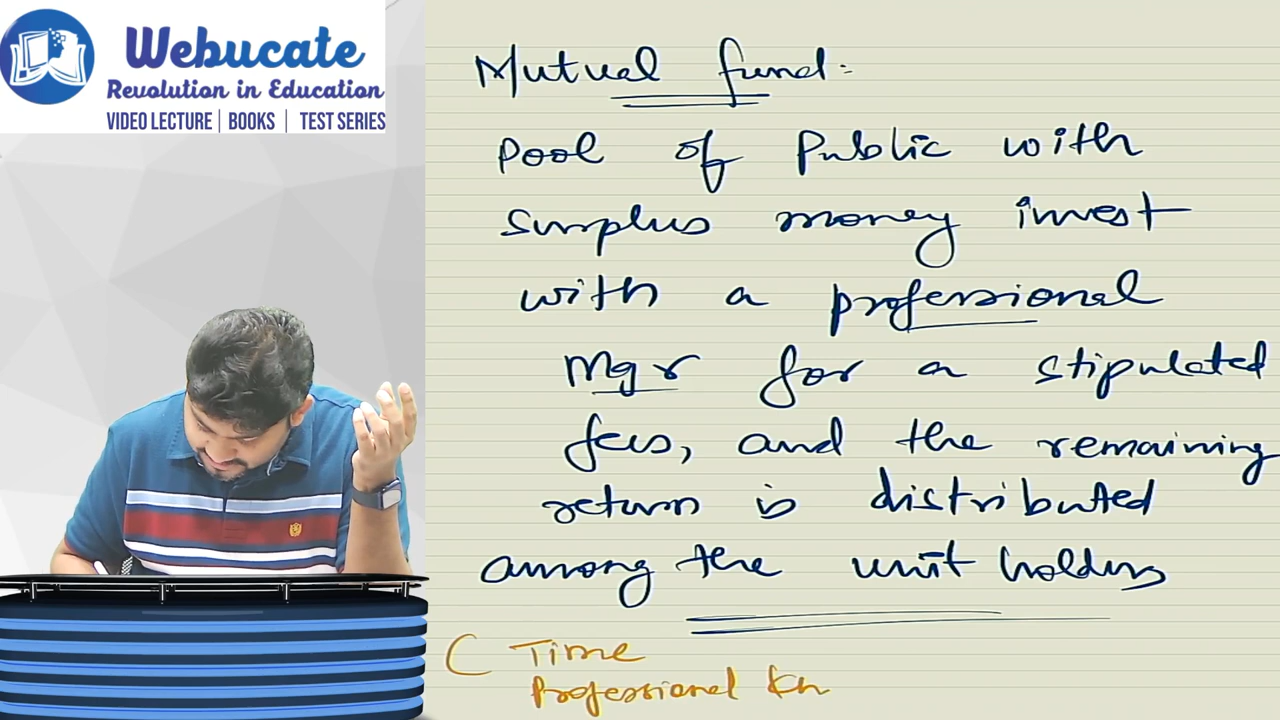 Webucate
Revolution in Education
VIDEO LECTURE | BOOKS | TEST SERIES
Mutual fund:
Pool of Public with
surplus money invest
with a professional
Mgr for a stipulated
fees, and the remaining
return is distributed
among the unit holders
( Time
Professional Kn